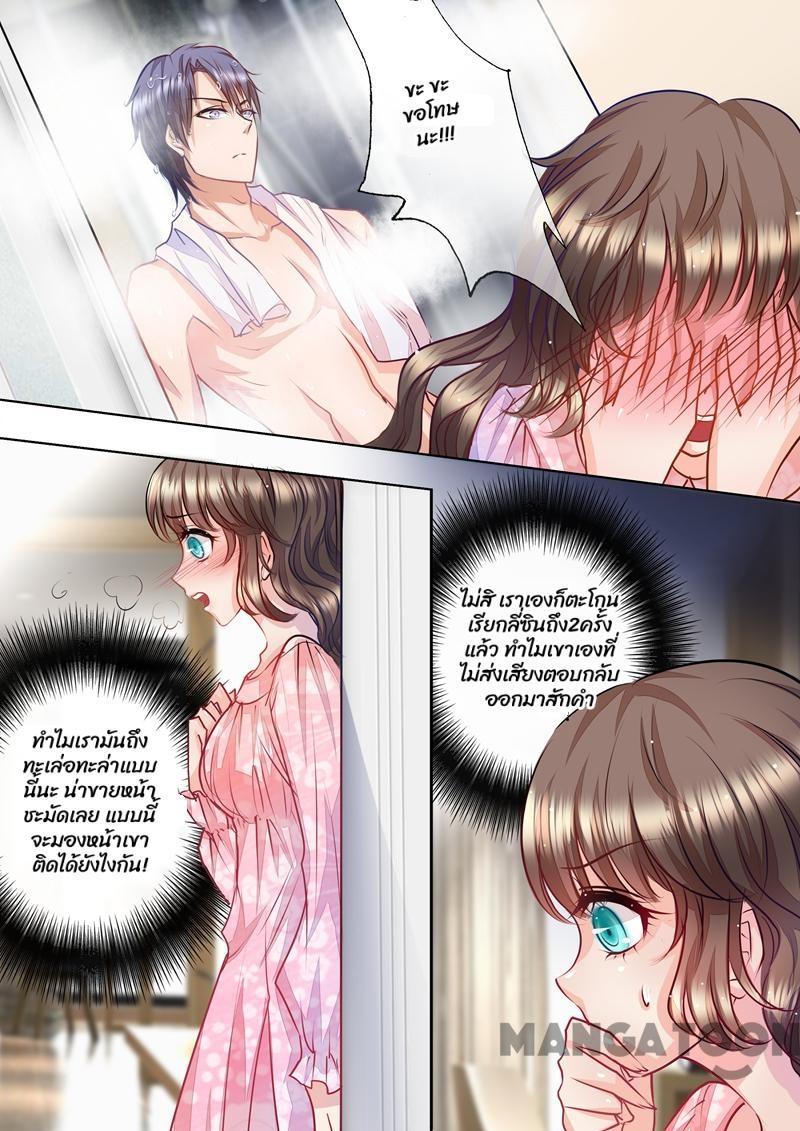 ขะ ขะ
ขอโทษ
นะ!!!
ทำไมเรามันถึง
ทะเล่อทะล่าแบบ
นี้นะ น่าขายหน้า
ชะมัดเลย แบบนี้
จะมองหน้าเขา
ติดได้ยังไงกัน!
ไม่สิ เราเองก็ตะโกน
เรียกลี่ซินถึง2ครั้ง
แล้ว ทำไมเขาเองที่
ไม่ส่งเสียงตอบกลับ
ออกมาสักคำ
MANGATOON